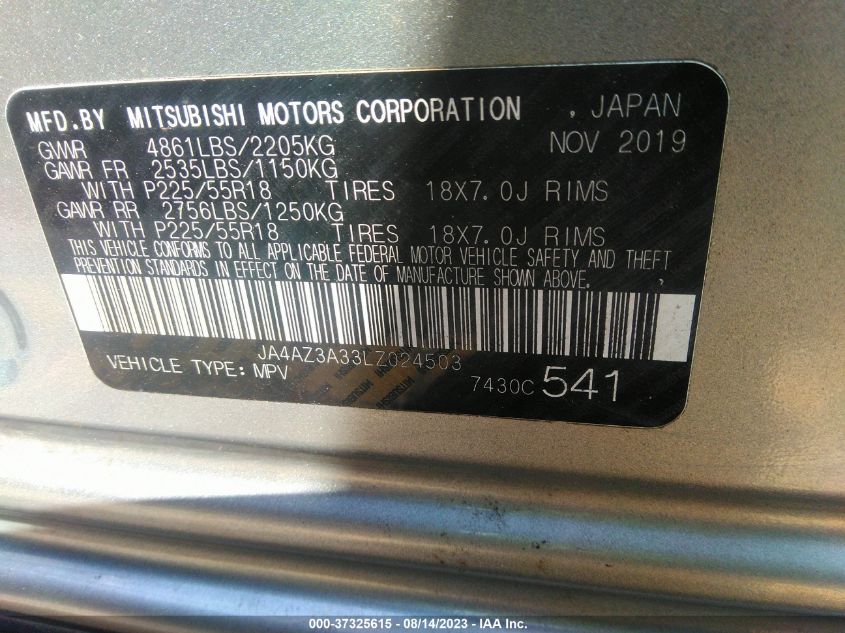 MFD.BY MITSUBISHI MOTORS CORPORATION , JAPAN
GVWR 4861LBS/2205KG NOV 2019
GAWR FR 2535LBS/1150KG
WITH P225/55R18 TIRES 18X7.0J RIMS
GAWR RR 2756LBS/1250KG
WITH P225/55R18 TIRES 18X7.0J RIMS
THIS VEHICLE CONFORMS TO ALL APPLICABLE FEDERAL MOTOR VEHICLE SAFETY AND THEFT
PREVENTION STANDARDS IN EFFECT ON THE DATE OF MANUFACTURE SHOWN ABOVE.
JA4AZ3A33LZ024503
VEHICLE TYPE: MPV
7430C 541
000-37325615 - 08/14/2023 - IAA Inc.